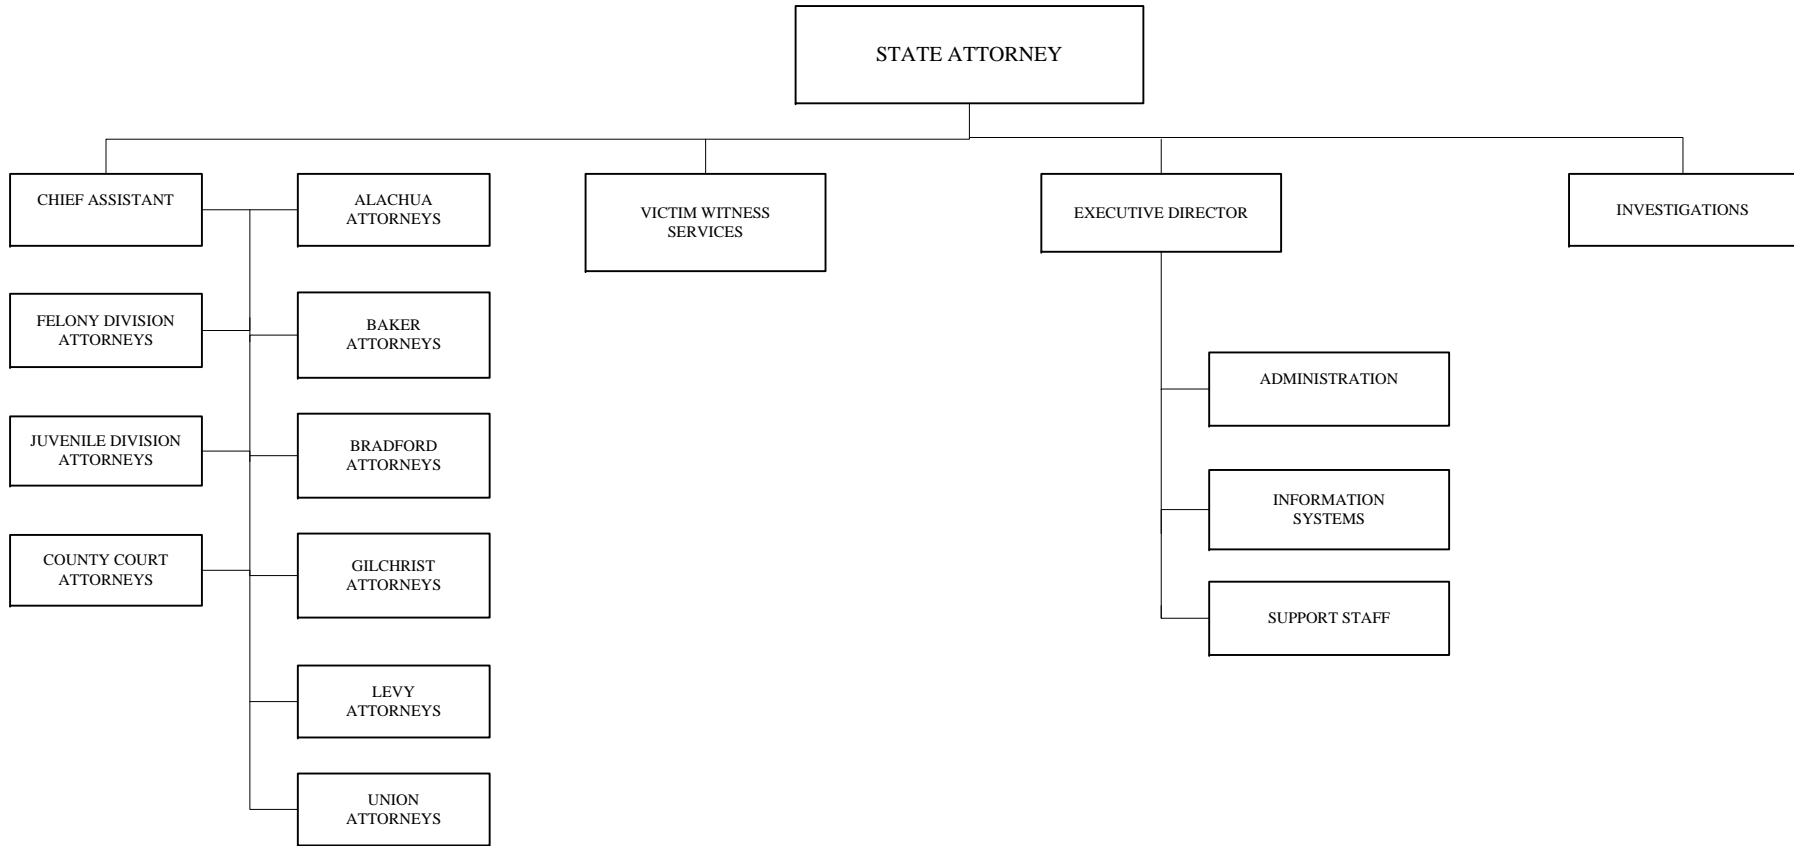 STATE ATTORNEY
CHIEF ASSISTANT
ALACHUA
ATTORNEYS
VICTIM WITNESS
SERVICES
EXECUTIVE DIRECTOR
INVESTIGATIONS
FELONY DIVISION
ATTORNEYS
BAKER
ATTORNEYS
ADMINISTRATION
JUVENILE DIVISION
ATTORNEYS
BRADFORD
ATTORNEYS
INFORMATION
SYSTEMS
COUNTY COURT
ATTORNEYS
GILCHRIST
ATTORNEYS
SUPPORT STAFF
LEVY
ATTORNEYS
UNION
ATTORNEYS